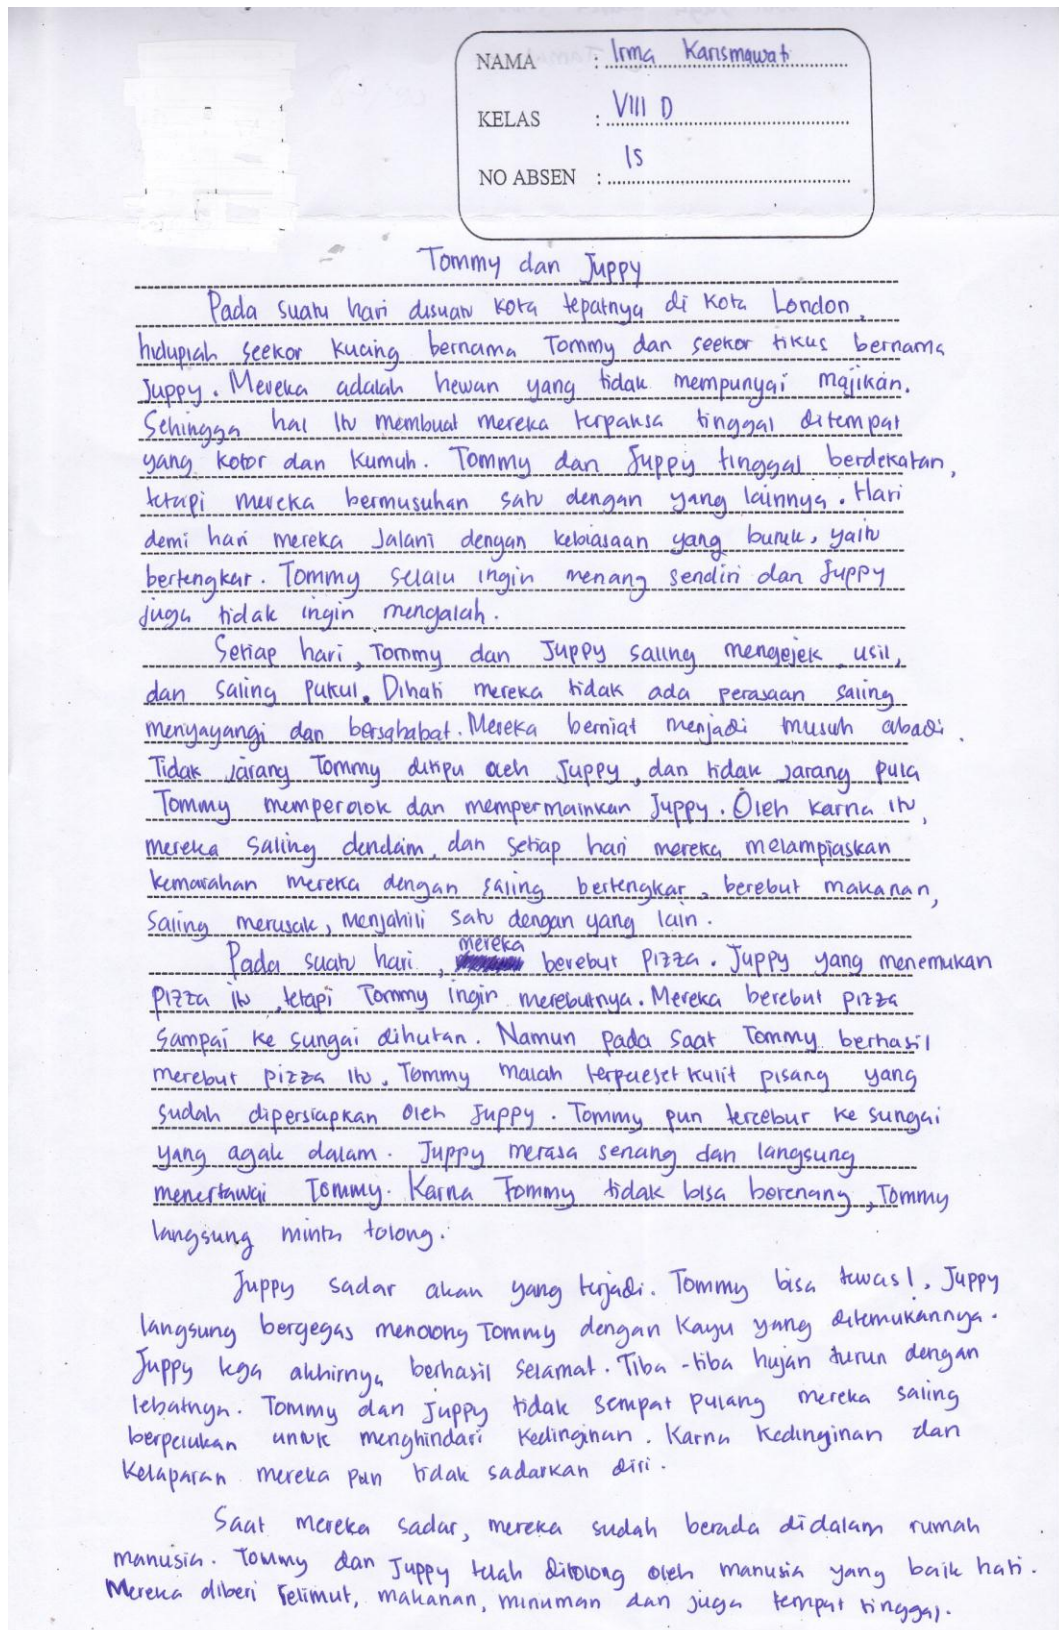 NAMA : Irma Karismawati
KELAS : VIII D
NO ABSEN : 15
Tommy dan Juppy
Pada suatu hari disuatu kota tepatnya di kota London,
hiduplah seekor kucing bernama Tommy dan seekor tikus bernama
Juppy. Mereka adalah hewan yang tidak mempunyai majikan.
Sehingga hal itu membuat mereka terpaksa tinggal ditempat
yang kotor dan kumuh. Tommy dan Juppy tinggal berdekatan,
tetapi mereka bermusuhan satu dengan yang lainnya. Hari
demi hari mereka Jalani dengan kebiasaan yang buruk, yaitu
bertengkar. Tommy selalu ingin menang sendiri dan Juppy
juga tidak ingin mengalah.
Setiap hari, Tommy dan Juppy saling mengejek, usil,
dan saling pukul. Dihati mereka tidak ada perasaan saling
menyayangi dan bersahabat. Mereka berniat menjadi musuh abadi.
Tidak jarang Tommy ditipu oleh Juppy, dan tidak jarang pula
Tommy memperolok dan mempermainkan Juppy. Oleh karna itu,
mereka saling dendam, dan setiap hari mereka melampiaskan
kemarahan mereka dengan saling bertengkar, berebut makanan,
saling merusak, menjahili satu dengan yang lain.
Pada suatu hari, mereka berebut pizza. Juppy yang menemukan
pizza itu, tetapi Tommy ingin merebutnya. Mereka berebut pizza
sampai ke sungai dihutan. Namun pada saat Tommy berhasil
merebut pizza itu, Tommy malah terpeleset kulit pisang yang
sudah dipersiapkan oleh Juppy. Tommy pun tercebur ke sungai
yang agak dalam. Juppy merasa senang dan langsung
menertawai Tommy. Karna Tommy tidak bisa berenang, Tommy
langsung minta tolong.
Juppy sadar akan yang terjadi. Tommy bisa tewas!. Juppy
langsung bergegas menolong Tommy dengan kayu yang ditemukannya.
Juppy lega akhirnya berhasil selamat. Tiba-tiba hujan turun dengan
lebatnya. Tommy dan Juppy tidak sempat pulang mereka saling
berpelukan untuk menghindari kedinginan. Karna kedinginan dan
kelaparan mereka pun tidak sadarkan diri.
Saat mereka sadar, mereka sudah berada didalam rumah
manusia. Tommy dan Juppy telah ditolong oleh manusia yang baik hati.
Mereka diberi selimut, makanan, minuman dan juga tempat tinggal.